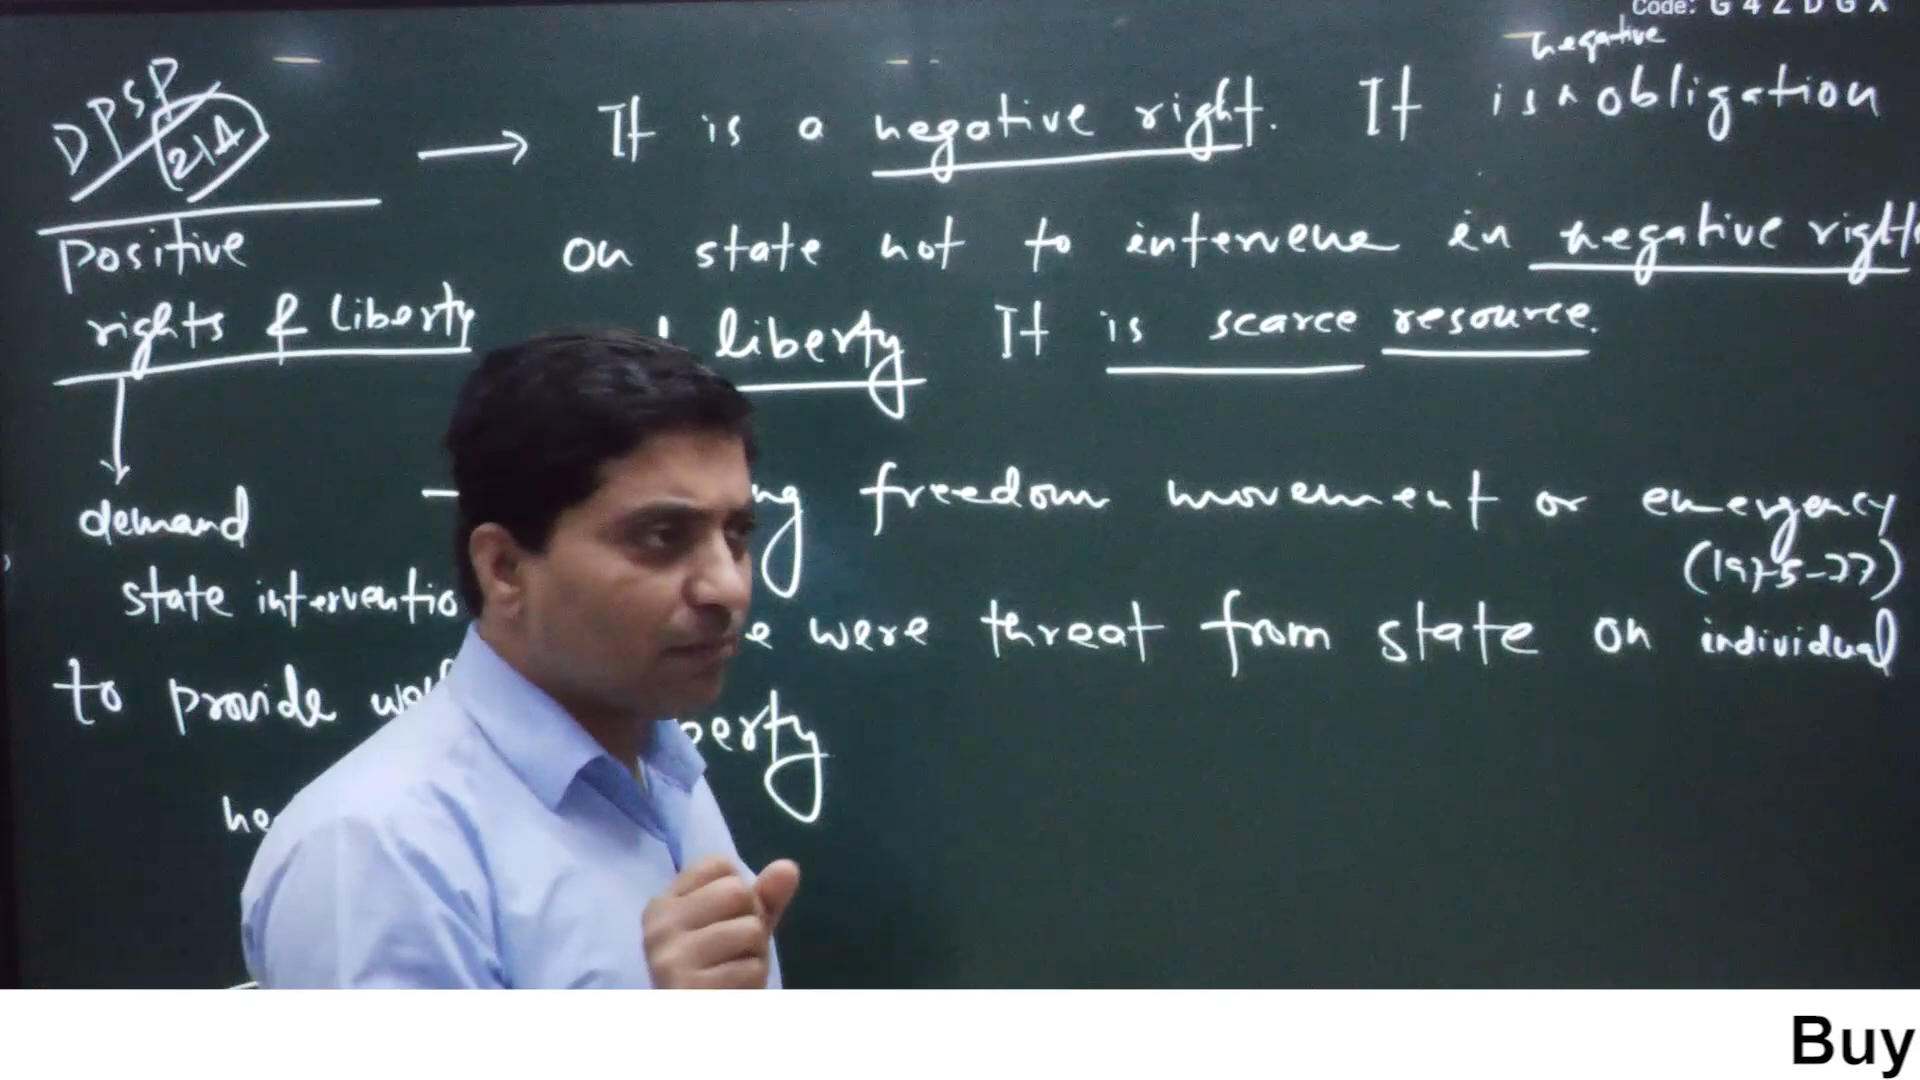 Code: G 4 Z D G X
negative
DPSP
21A
→ It is a negative right. It is ^ obligation
positive
on state not to intervene in negative rights
rights & liberty
liberty It is scarce resource.
demand
freedom movement or emergency
(1975-77)
state interventio
were threat from state on individual
to provide
perty
he
Buy